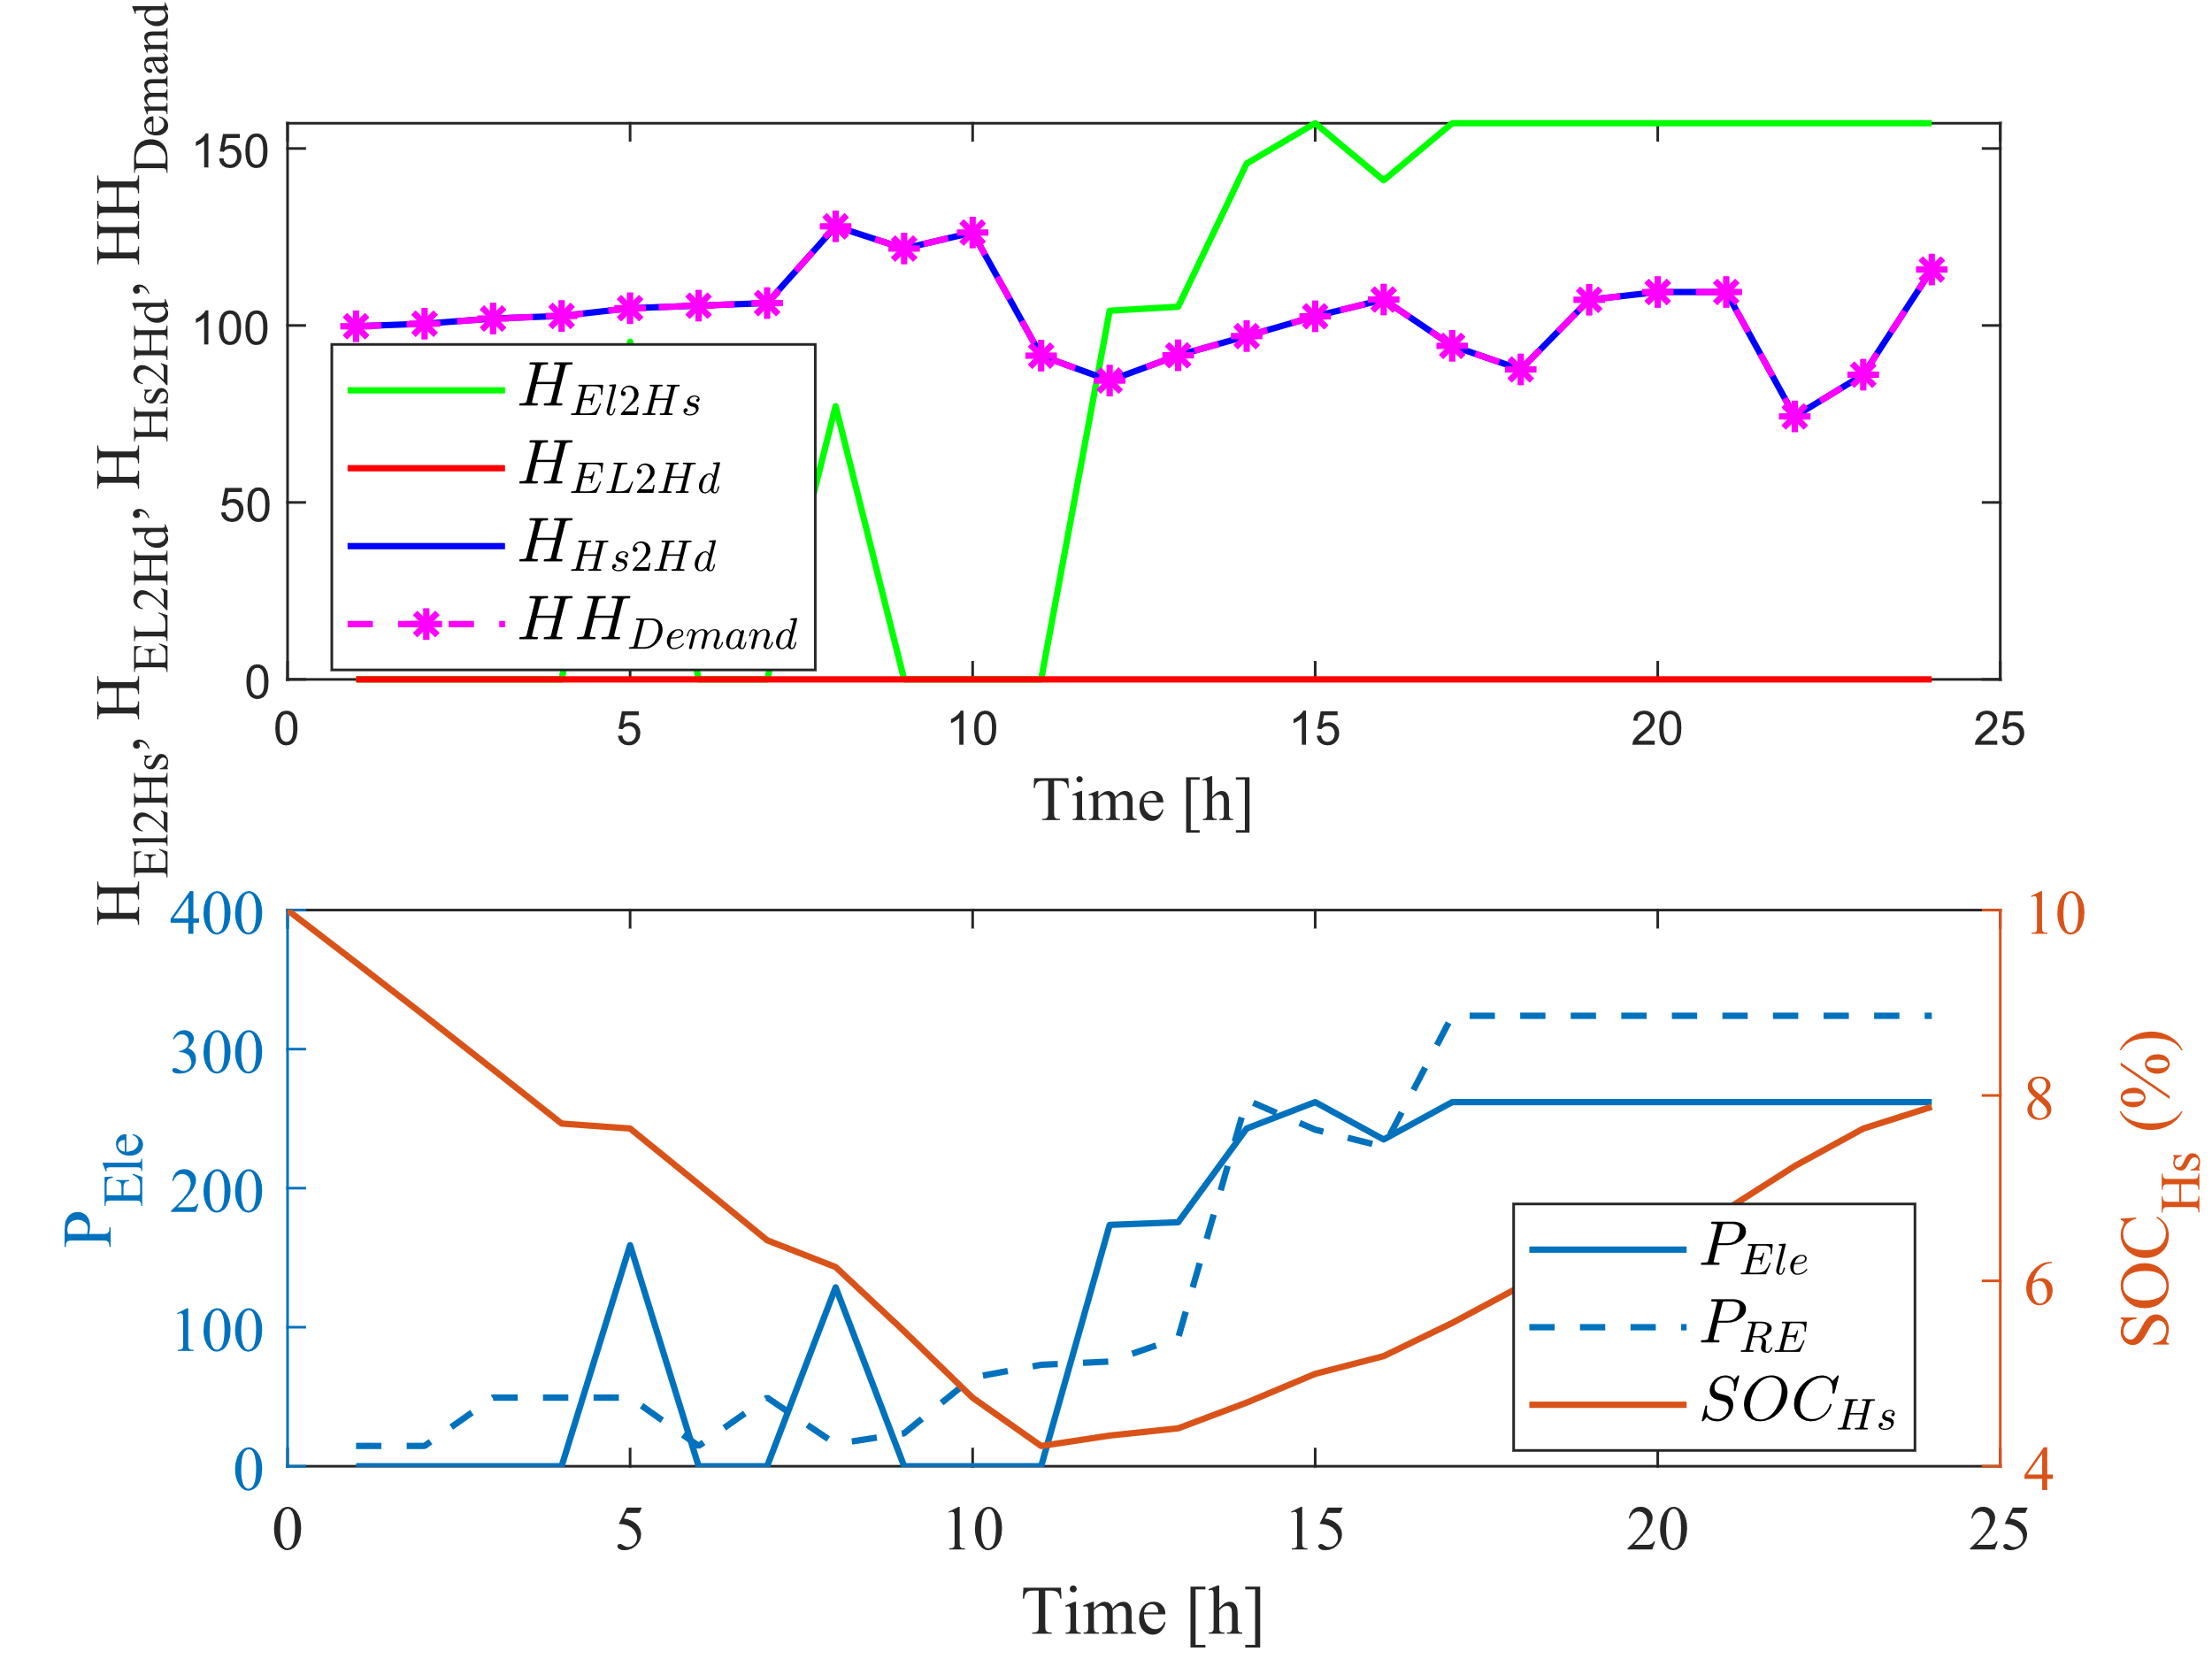 H_El2Hs, H_EL2Hd, H_Hs2Hd, HH_Demand
150
100
50
0
H_El2Hs
H_EL2Hd
H_Hs2Hd
HH_Demand
0 5 10 15 20 25
Time [h]
P_Ele
400
300
200
100
0
10
8
6
4
SOC_Hs (%)
P_Ele
P_RE
SOC_Hs
0 5 10 15 20 25
Time [h]